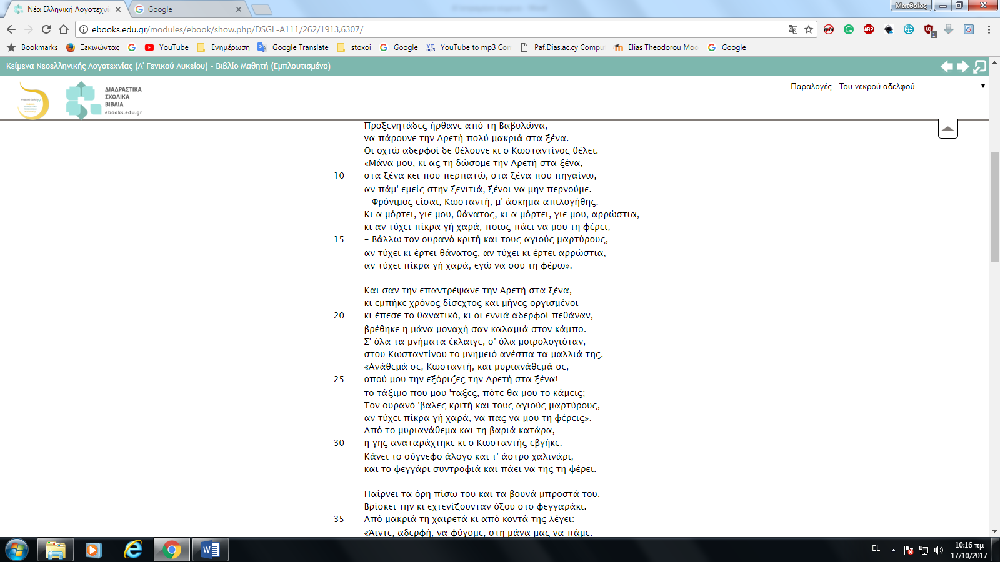 Νέα Ελληνική Λογοτεχνί
Google
Ματθαίος
ebooks.edu.gr/modules/ebook/show.php/DSGL-A111/262/1913,6307/
Bookmarks
Ξεκινώντας
YouTube
Ενημέρωση
Google Translate
stoxoi
Google
YouTube to mp3 Con
Paf.Dias.ac.cy Compu
Elias Theodorou Moo
Google
Κείμενα Νεοελληνικής Λογοτεχνίας (Α' Γενικού Λυκείου) - Βιβλίο Μαθητή (Εμπλουτισμένο)
ΔΙΑΔΡΑΣΤΙΚΑ
ΣΧΟΛΙΚΑ
ΒΙΒΛΙΑ
ebooks.edu.gr
...Παραλογές - Του νεκρού αδελφού
Προξενητάδες ήρθανε από τη Βαβυλώνα,
να πάρουνε την Αρετή πολύ μακριά στα ξένα.
Οι οχτώ αδερφοί δε θέλουνε κι ο Κωσταντίνος θέλει.
«Μάνα μου, κι ας τη δώσομε την Αρετή στα ξένα,
10 στα ξένα κει που περπατώ, στα ξένα που πηγαίνω,
αν πάμ' εμείς στην ξενιτιά, ξένοι να μην περνούμε.
- Φρόνιμος είσαι, Κωσταντή, μ' άσκημα απιλογήθης.
Κι α μόρτει, γιε μου, θάνατος, κι α μόρτει, γιε μου, αρρώστια,
κι αν τύχει πίκρα γή χαρά, ποιος πάει να μου τη φέρει;
15 - Βάλλω τον ουρανό κριτή και τους αγιούς μαρτύρους,
αν τύχει κι έρτει θάνατος, αν τύχει κι έρτει αρρώστια,
αν τύχει πίκρα γή χαρά, εγώ να σου τη φέρω».
Και σαν την επαντρέψανε την Αρετή στα ξένα,
κι εμπήκε χρόνος δίσεχτος και μήνες οργισμένοι
20 κι έπεσε το θανατικό, κι οι εννιά αδερφοί πεθάναν,
βρέθηκε η μάνα μοναχή σαν καλαμιά στον κάμπο.
Σ' όλα τα μνήματα έκλαιγε, σ' όλα μοιρολογιόταν,
στου Κωσταντίνου το μνημειό ανέσπα τα μαλλιά της.
«Ανάθεμά σε, Κωσταντή, και μυριανάθεμά σε,
25 οπού μου την εξόριζες την Αρετή στα ξένα!
το τάξιμο που μου 'ταξες, πότε θα μου το κάμεις;
Τον ουρανό 'βαλες κριτή και τους αγιούς μαρτύρους,
αν τύχει πίκρα γή χαρά, να πας να μου τη φέρεις».
Από το μυριανάθεμα και τη βαριά κατάρα,
30 η γης αναταράχτηκε κι ο Κωσταντής εβγήκε.
Κάνει το σύγνεφο άλογο και τ' άστρο χαλινάρι,
και το φεγγάρι συντροφιά και πάει να της τη φέρει.
Παίρνει τα όρη πίσω του και τα βουνά μπροστά του.
Βρίσκει την κι εχτενίζουνταν όξου στο φεγγαράκι.
35 Από μακριά τη χαιρετά κι από κοντά της λέγει:
«Άιντε, αδερφή, να φύγομε, στη μάνα μας να πάμε.
EL
10:16 πμ
17/10/2017